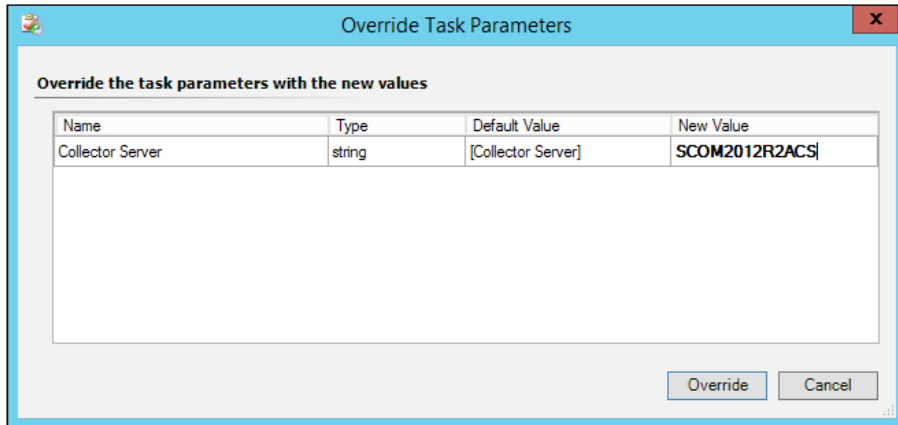 Override Task Parameters
x
Override the task parameters with the new values
Name Type Default Value New Value
Collector Server string [Collector Server] SCOM2012R2ACS
Override Cancel